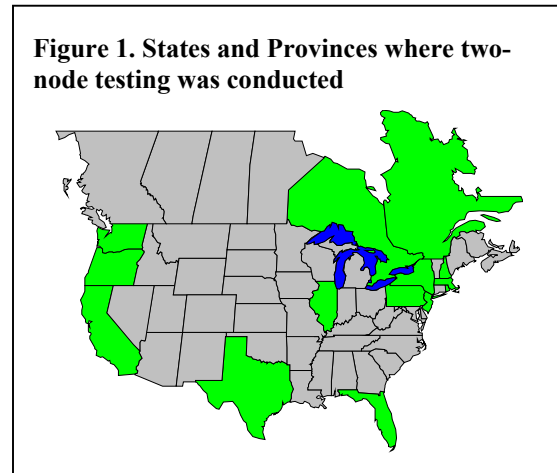 Figure 1. States and Provinces where two-
node testing was conducted